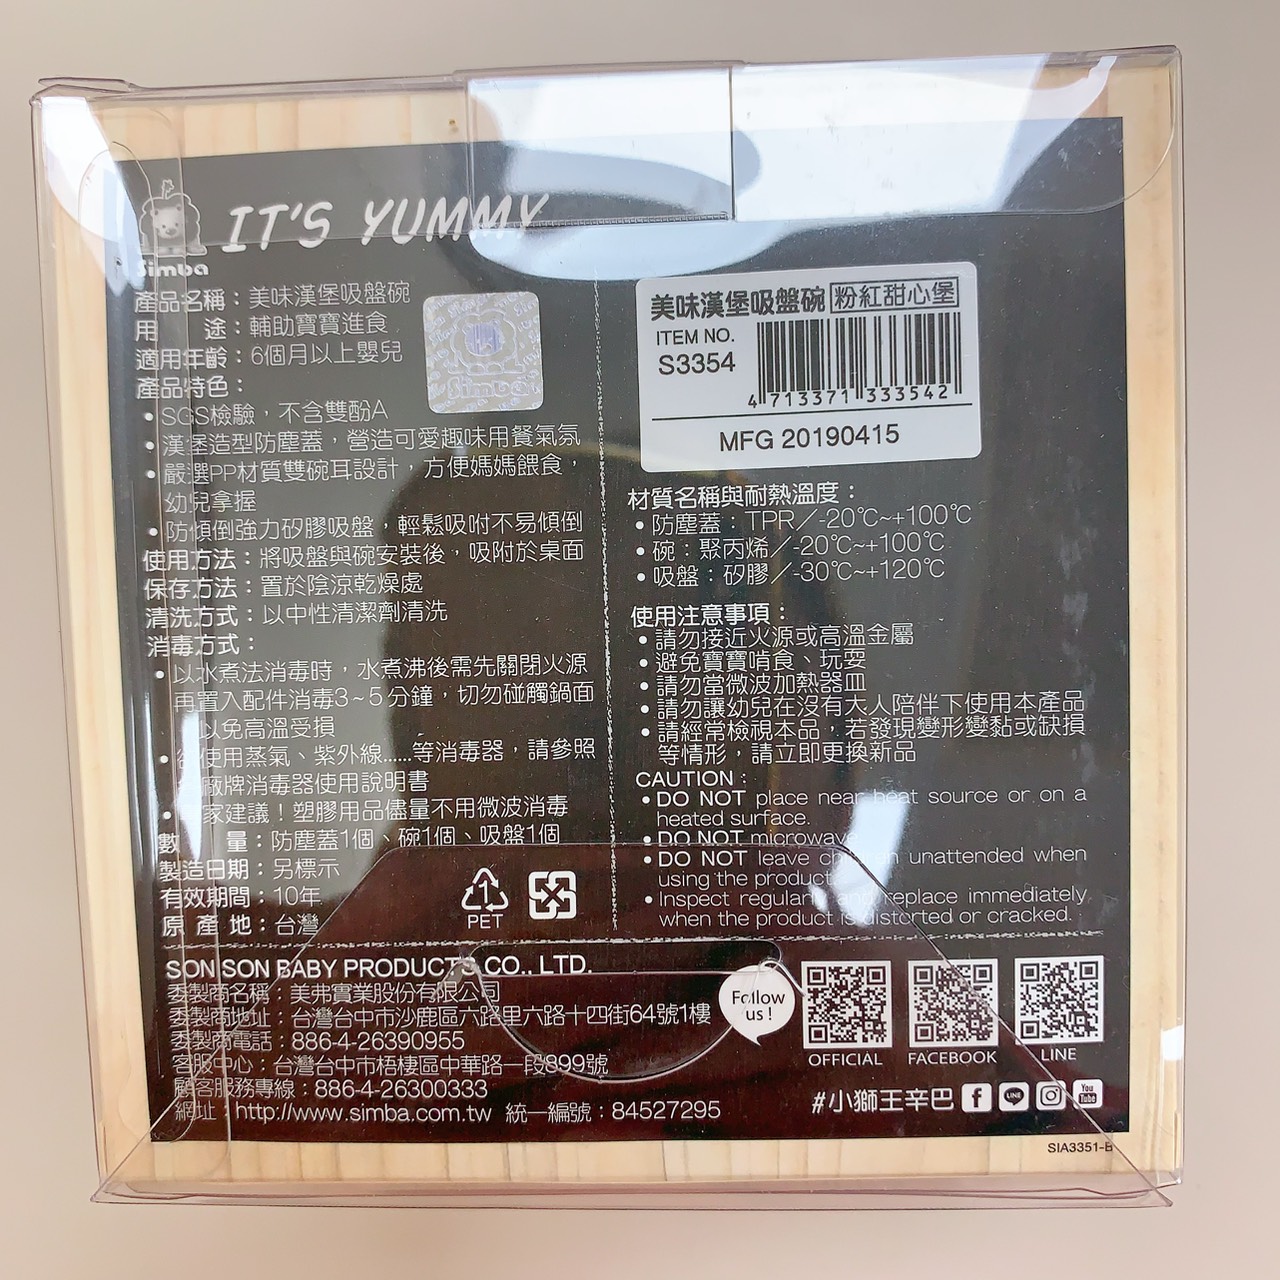 Simba
IT'S YUMMY
產品名稱：美味漢堡吸盤碗
用　　途：輔助寶寶進食
適用年齡：6個月以上嬰兒
產品特色：
• SGS檢驗，不含雙酚A
• 漢堡造型防塵蓋，營造可愛趣味用餐氣氛
• 嚴選PP材質雙碗耳設計，方便媽媽餵食，
幼兒拿握
• 防傾倒強力矽膠吸盤，輕鬆吸咐不易傾倒
使用方法：將吸盤與碗安裝後，吸附於桌面
保存方法：置於陰涼乾燥處
清洗方式：以中性清潔劑清洗
消毒方式：
• 以水煮法消毒時，水煮沸後需先關閉火源
再置入配件消毒3~5分鐘，切勿碰觸鍋面
以免高溫受損
• 使用蒸氣、紫外線......等消毒器，請參照
廠牌消毒器使用說明書
• 家建議！塑膠用品儘量不用微波消毒
數　　量：防塵蓋1個、碗1個、吸盤1個
製造日期：另標示
有效期間：10年
原 產 地：台灣
PET
Simba
美味漢堡吸盤碗 粉紅甜心堡
ITEM NO.
S3354
4 713371 333542
MFG 20190415
材質名稱與耐熱溫度：
• 防塵蓋：TPR／-20℃~+100℃
• 碗：聚丙烯／-20℃~+100℃
• 吸盤：矽膠／-30℃~+120℃
使用注意事項：
• 請勿接近火源或高溫金屬
• 避免寶寶啃食、玩耍
• 請勿當微波加熱器皿
• 請勿讓幼兒在沒有大人陪伴下使用本產品
• 請經常檢視本品，若發現變形變黏或缺損
等情形，請立即更換新品
CAUTION：
• DO NOT place near heat source or on a
heated surface.
• DO NOT microwave
• DO NOT leave children unattended when
using the product.
• Inspect regularly and replace immediately
when the product is distorted or cracked.
SONISON BABY PRODUCTS CO., LTD.
委製商名稱：美弗實業股份有限公司
委製商地址：台灣台中市沙鹿區六路里六路十四街64號1樓
委製商電話：886-4-26390955
客服中心：台灣台中市梧棲區中華路一段899號
顧客服務專線：886-4-26300333
網址：http://www.simba.com.tw 統一編號：84527295
Follow
us !
OFFICIAL FACEBOOK LINE
#小獅王辛巴 f LINE You Tube
SIA3351-B